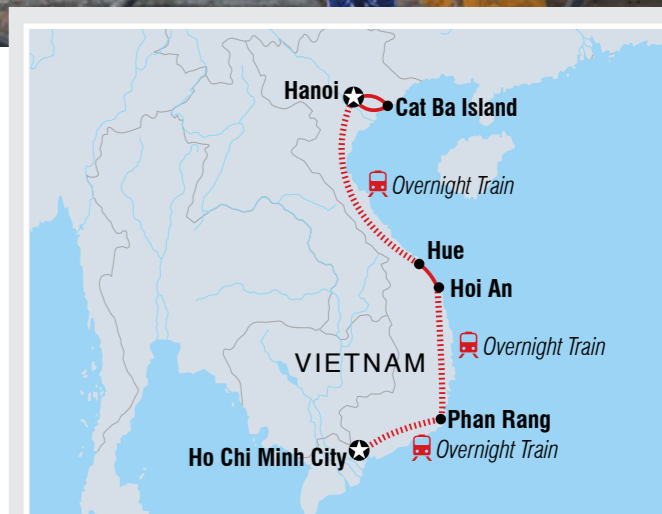 Hanoi
Cat Ba Island
Overnight Train
Hue
Hoi An
Overnight Train
VIETNAM
Phan Rang
Overnight Train
Ho Chi Minh City